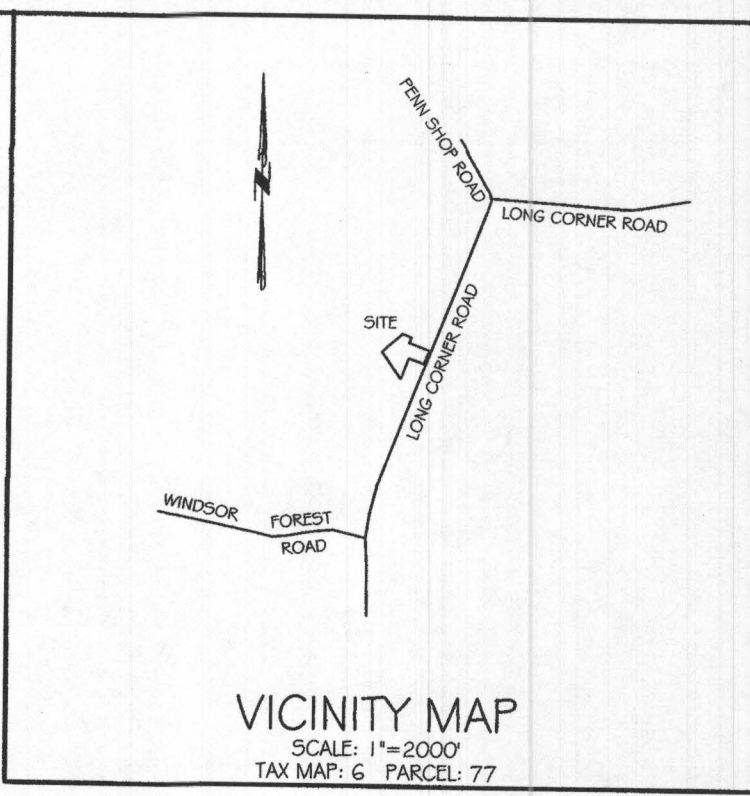 PENN SHOP ROAD
LONG CORNER ROAD
SITE
LONG CORNER ROAD
WINDSOR FOREST
ROAD
N
VICINITY MAP
SCALE: 1"=2000'
TAX MAP: 6 PARCEL: 77